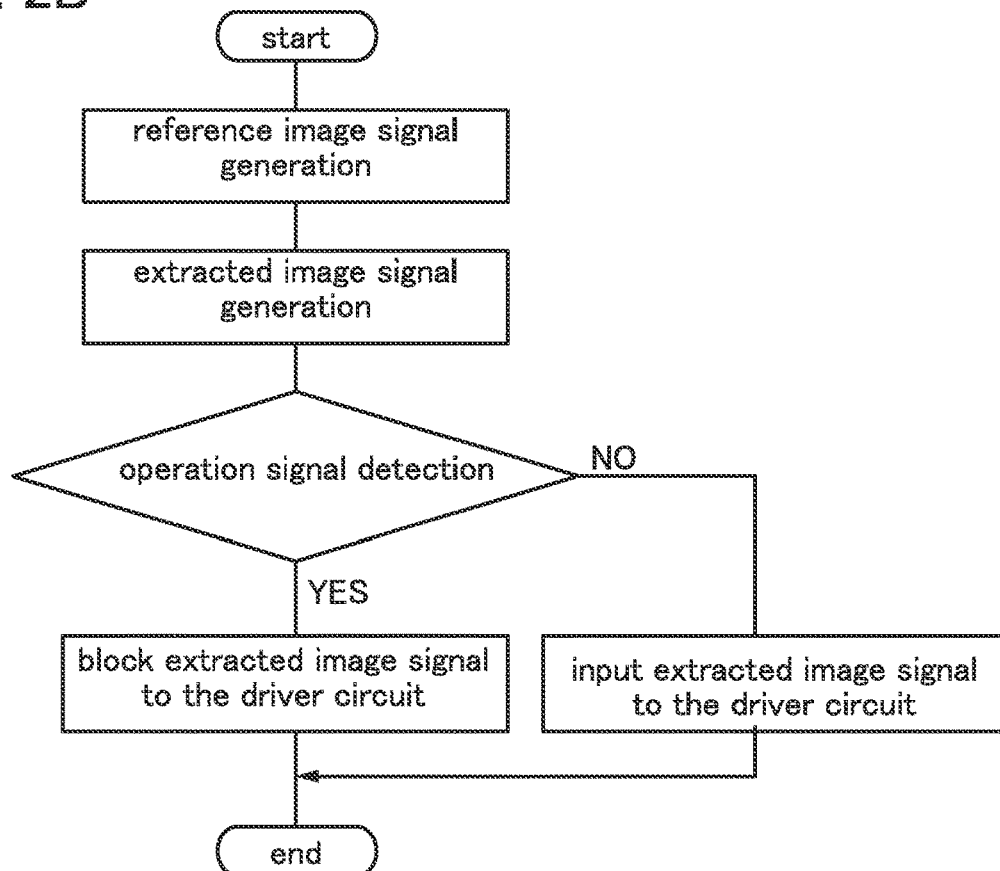 start
reference image signal
generation
extracted image signal
generation
operation signal detection
NO
YES
block extracted image signal
to the driver circuit
input extracted image signal
to the driver circuit
end